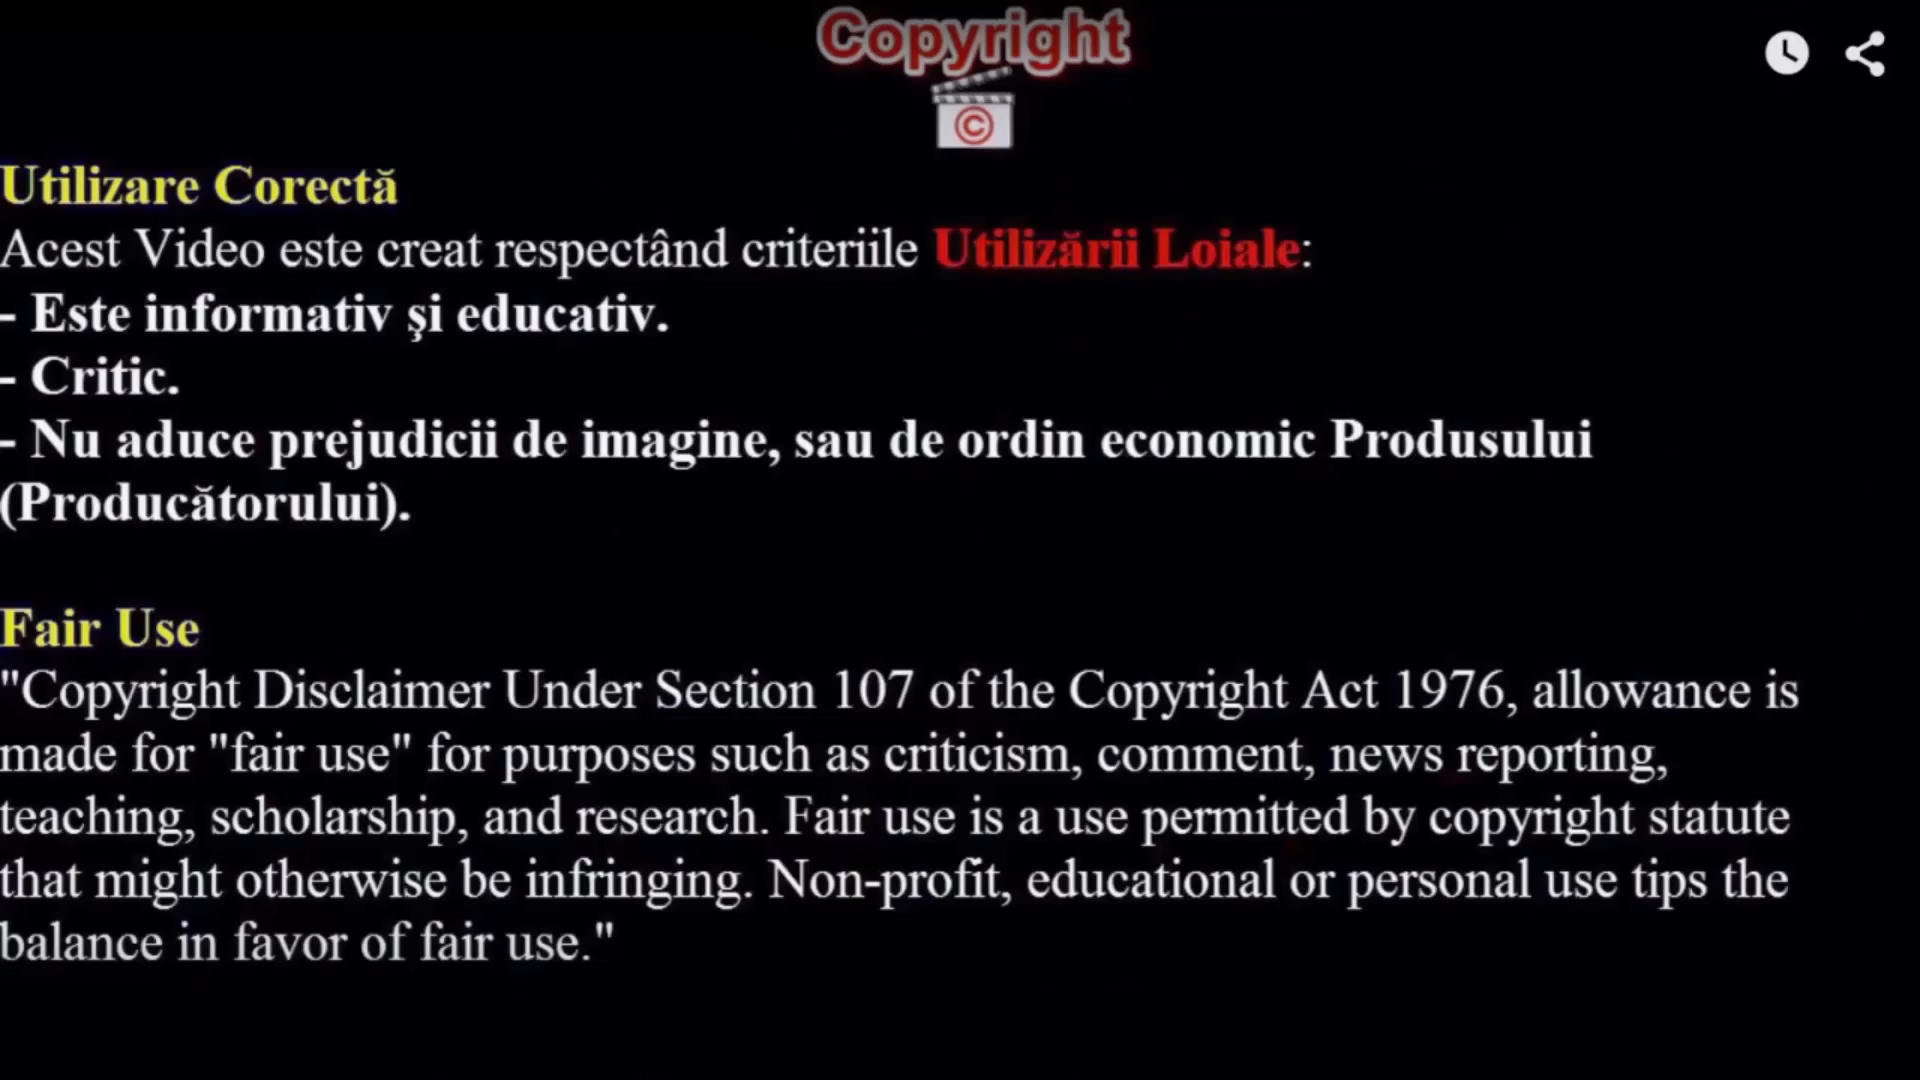 Copyright
©
Utilizare Corectă
Acest Video este creat respectând criteriile Utilizării Loiale:
- Este informativ şi educativ.
- Critic.
- Nu aduce prejudicii de imagine, sau de ordin economic Produsului
(Producătorului).
Fair Use
"Copyright Disclaimer Under Section 107 of the Copyright Act 1976, allowance is
made for "fair use" for purposes such as criticism, comment, news reporting,
teaching, scholarship, and research. Fair use is a use permitted by copyright statute
that might otherwise be infringing. Non-profit, educational or personal use tips the
balance in favor of fair use."